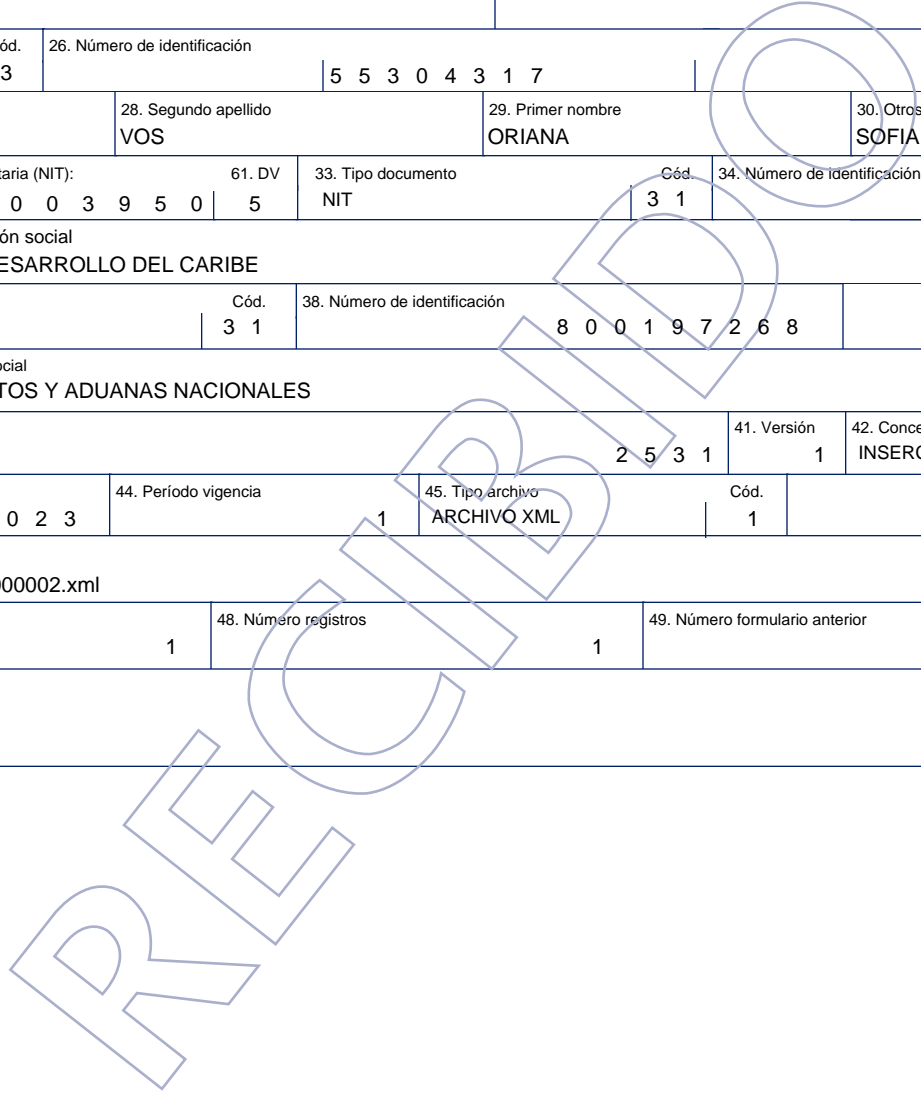 ód. 26. Número de identificación
3 5 5 3 0 4 3 1 7
28. Segundo apellido 29. Primer nombre 30. Otros
VOS ORIANA SOFIA
taria (NIT): 61. DV 33. Tipo documento Cód. 34. Número de identificación
0 0 3 9 5 0 5 NIT 3 1
ón social
ESARROLLO DEL CARIBE
Cód. 38. Número de identificación
3 1 8 0 0 1 9 7 2 6 8
ocial
TOS Y ADUANAS NACIONALES
41. Versión 42. Conce
2 5 3 1 1 INSERC
44. Período vigencia 45. Tipo archivo Cód.
0 2 3 1 ARCHIVO XML 1
000002.xml
48. Número registros 49. Número formulario anterior
1 1
RECIBIDO